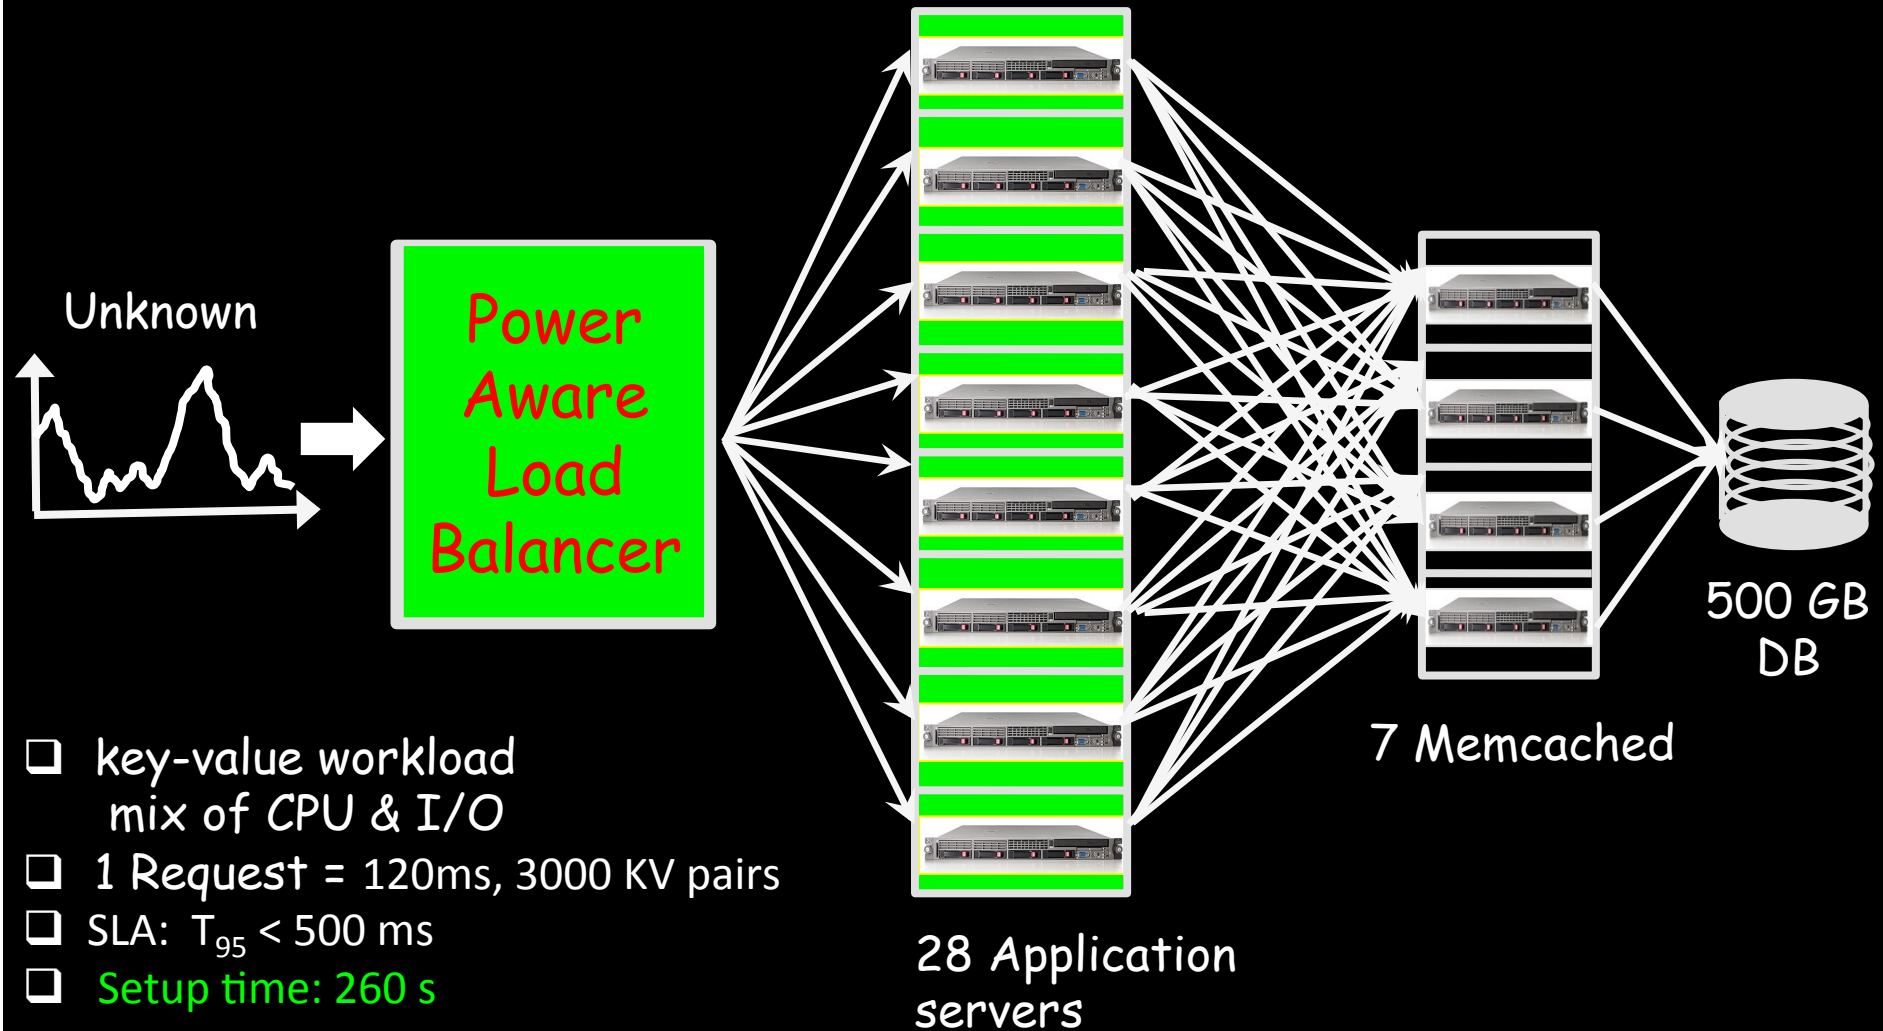 Unknown
Power
Aware
Load
Balancer
500 GB
DB
7 Memcached
28 Application
servers
key-value workload
mix of CPU & I/O
1 Request = 120ms, 3000 KV pairs
SLA: T95 < 500 ms
Setup time: 260 s